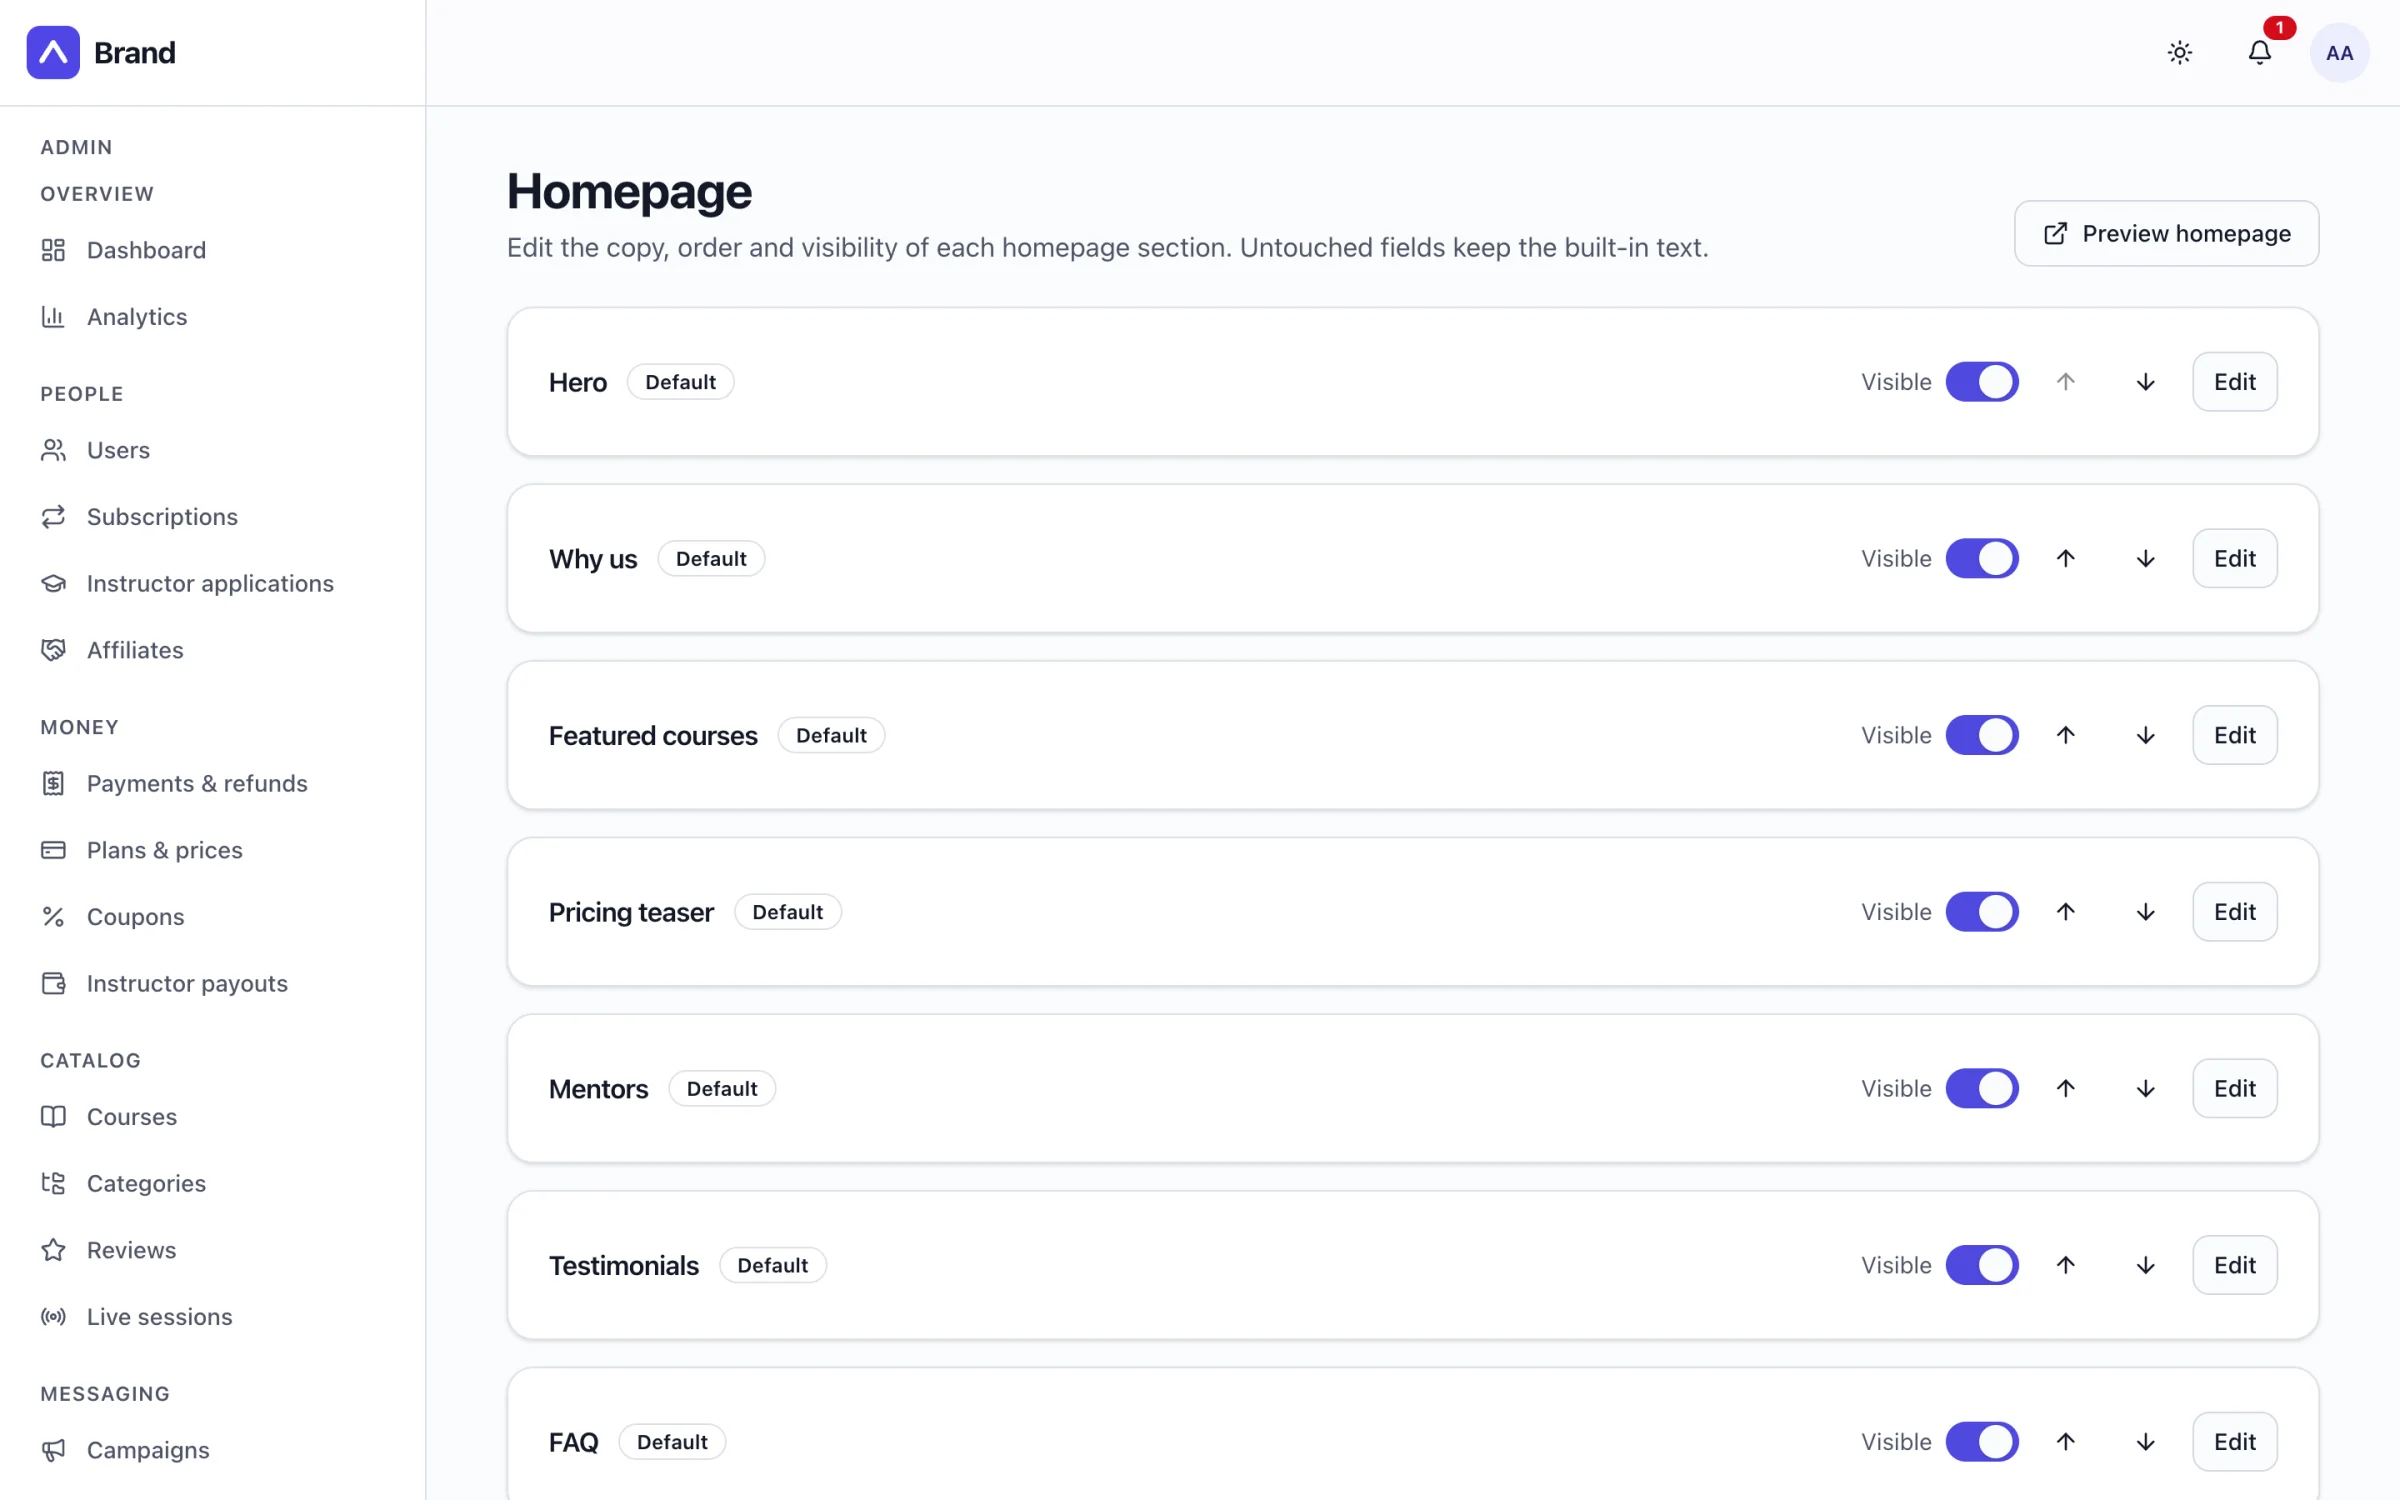 Brand
1
AA
ADMIN
OVERVIEW
Dashboard
Analytics
PEOPLE
Users
Subscriptions
Instructor applications
Affiliates
MONEY
Payments & refunds
Plans & prices
Coupons
Instructor payouts
CATALOG
Courses
Categories
Reviews
Live sessions
MESSAGING
Campaigns
Homepage
Edit the copy, order and visibility of each homepage section. Untouched fields keep the built-in text.
Preview homepage
Hero Default Visible Edit
Why us Default Visible Edit
Featured courses Default Visible Edit
Pricing teaser Default Visible Edit
Mentors Default Visible Edit
Testimonials Default Visible Edit
FAQ Default Visible Edit